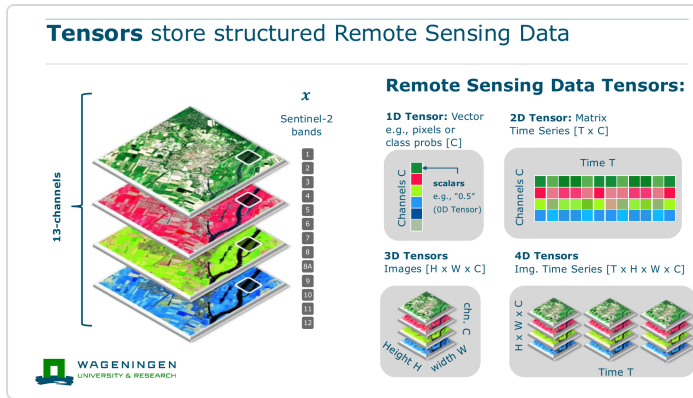 Tensors store structured Remote Sensing Data
13-channels
x
Sentinel-2
bands
1
2
3
4
5
6
7
8
8A
9
10
11
12
WAGENINGEN
UNIVERSITY & RESEARCH
Remote Sensing Data Tensors:
1D Tensor: Vector
e.g., pixels or
class probs [C]
Channels C
scalars
e.g., "0.5"
(0D Tensor)
2D Tensor: Matrix
Time Series [T x C]
Time T
Channels C
3D Tensors
Images [H x W x C]
chn. C
Height H
width W
4D Tensors
Img. Time Series [T x H x W x C]
H x W x C
Time T